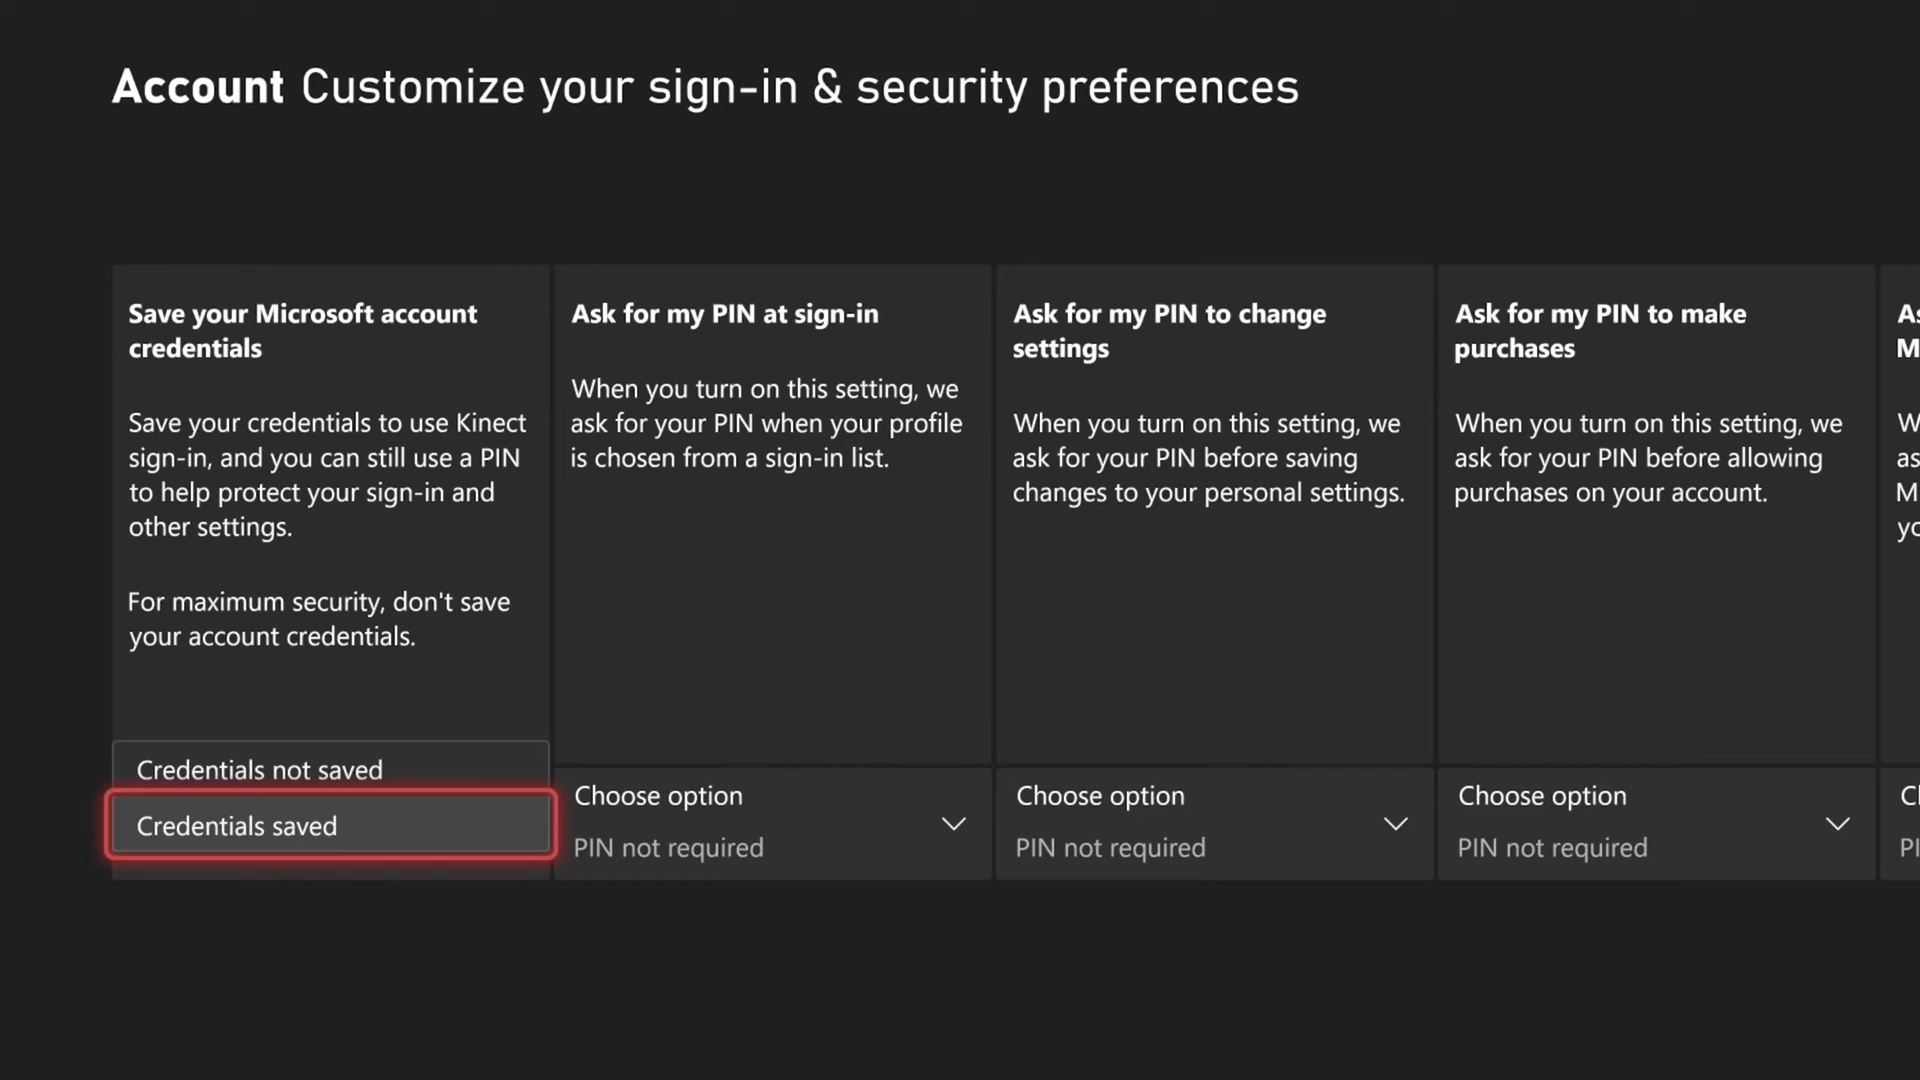 Account Customize your sign-in & security preferences
Save your Microsoft account
credentials
Save your credentials to use Kinect
sign-in, and you can still use a PIN
to help protect your sign-in and
other settings.
For maximum security, don't save
your account credentials.
Credentials not saved
Credentials saved
Ask for my PIN at sign-in
When you turn on this setting, we
ask for your PIN when your profile
is chosen from a sign-in list.
Choose option
PIN not required
Ask for my PIN to change
settings
When you turn on this setting, we
ask for your PIN before saving
changes to your personal settings.
Choose option
PIN not required
Ask for my PIN to make
purchases
When you turn on this setting, we
ask for your PIN before allowing
purchases on your account.
Choose option
PIN not required